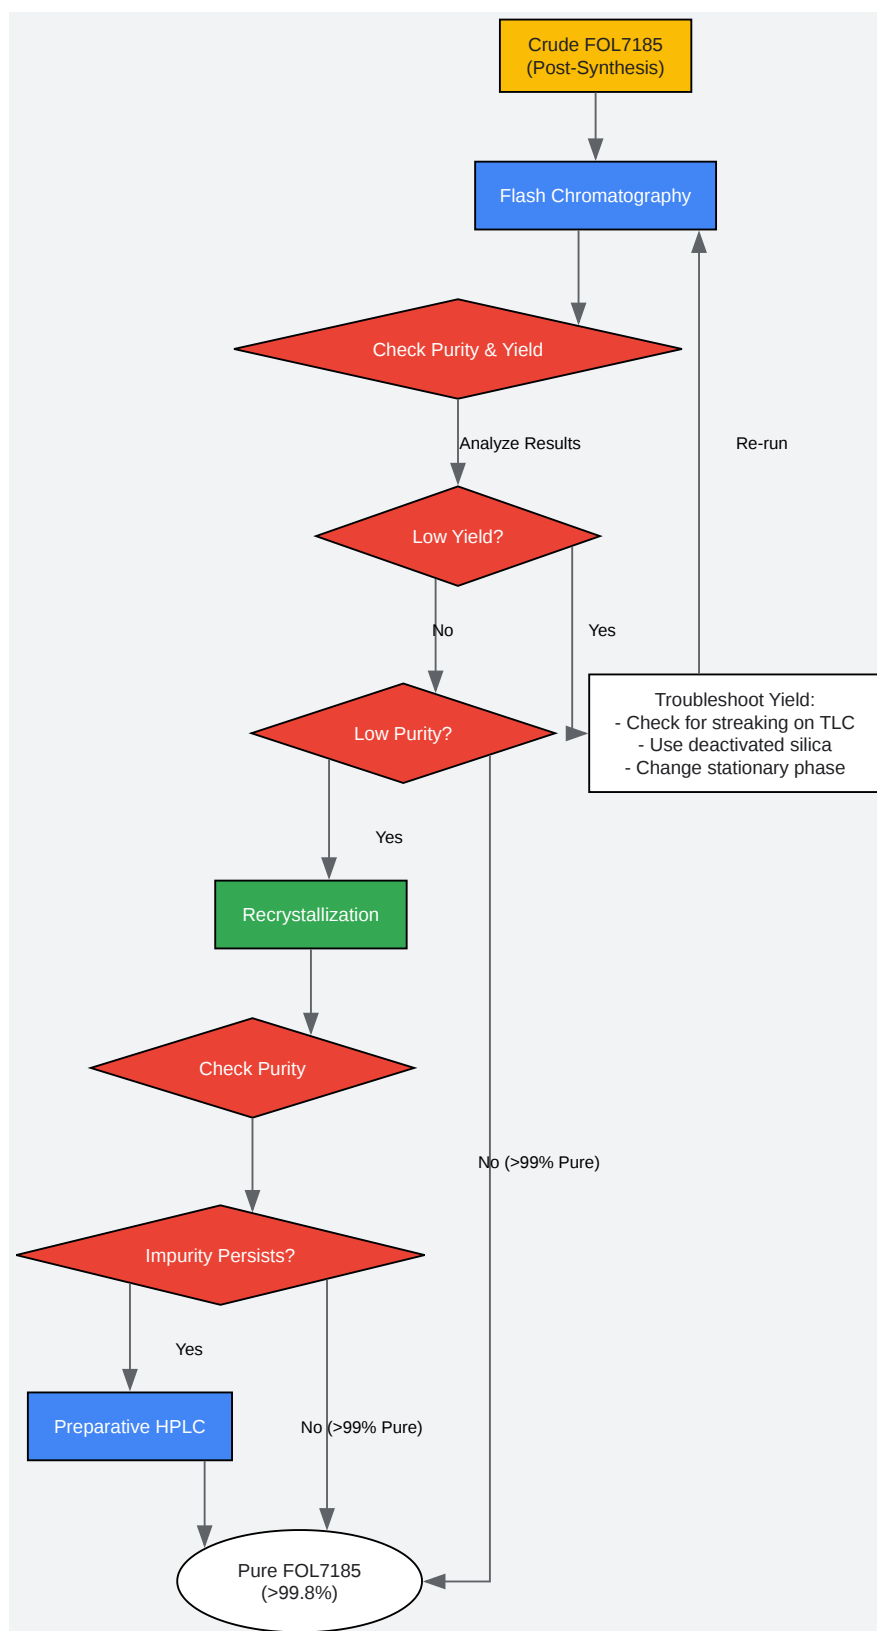 Crude FOL7185
(Post-Synthesis)
Flash Chromatography
Check Purity & Yield
Analyze Results
Re-run
Low Yield?
No
Yes
Troubleshoot Yield:
- Check for streaking on TLC
- Use deactivated silica
- Change stationary phase
Low Purity?
Yes
Recrystallization
Check Purity
No (>99% Pure)
Impurity Persists?
Yes
Preparative HPLC
No (>99% Pure)
Pure FOL7185
(>99.8%)